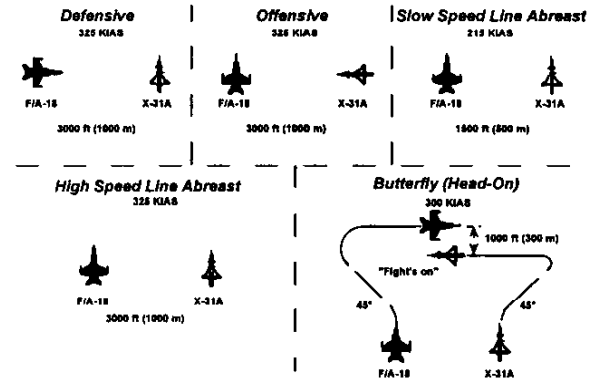 Defensive
325 KIAS
F/A-18
X-31A
3000 ft (1000 m)
Offensive
325 KIAS
F/A-18
X-31A
3000 ft (1000 m)
Slow Speed Line Abreast
215 KIAS
F/A-18
X-31A
1500 ft (500 m)
High Speed Line Abreast
325 KIAS
F/A-18
X-31A
3000 ft (1000 m)
Butterfly (Head-On)
300 KIAS
1000 ft (300 m)
"Fight's on"
45°
45°
F/A-18
X-31A